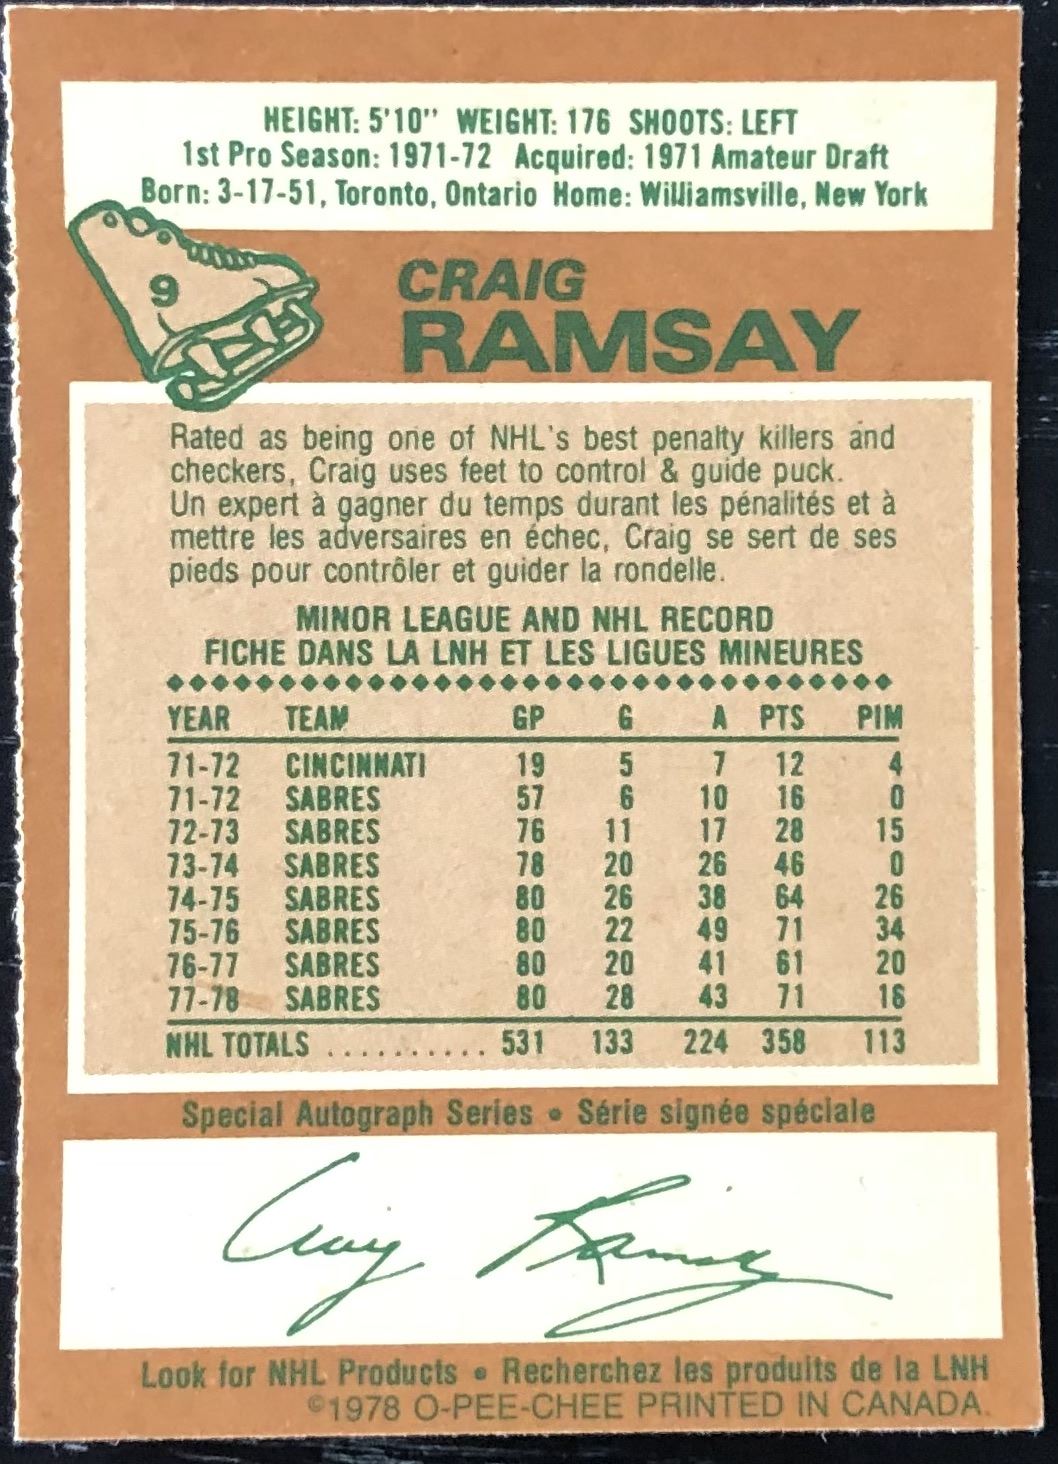 HEIGHT: 5'10" WEIGHT: 176 SHOOTS: LEFT
1st Pro Season: 1971-72 Acquired: 1971 Amateur Draft
Born: 3-17-51, Toronto, Ontario Home: Williamsville, New York
9
CRAIG
RAMSAY
Rated as being one of NHL's best penalty killers and
checkers, Craig uses feet to control & guide puck.
Un expert à gagner du temps durant les pénalités et à
mettre les adversaires en échec, Craig se sert de ses
pieds pour contrôler et guider la rondelle.
MINOR LEAGUE AND NHL RECORD
FICHE DANS LA LNH ET LES LIGUES MINEURES
YEAR TEAM GP G A PTS PIM
71-72 CINCINNATI 19 5 7 12 4
71-72 SABRES 57 6 10 16 0
72-73 SABRES 76 11 17 28 15
73-74 SABRES 78 20 26 46 0
74-75 SABRES 80 26 38 64 26
75-76 SABRES 80 22 49 71 34
76-77 SABRES 80 20 41 61 20
77-78 SABRES 80 28 43 71 16
NHL TOTALS .......... 531 133 224 358 113
Special Autograph Series • Série signée spéciale
Craig Ramsay
Look for NHL Products • Recherchez les produits de la LNH
©1978 O-PEE-CHEE PRINTED IN CANADA.